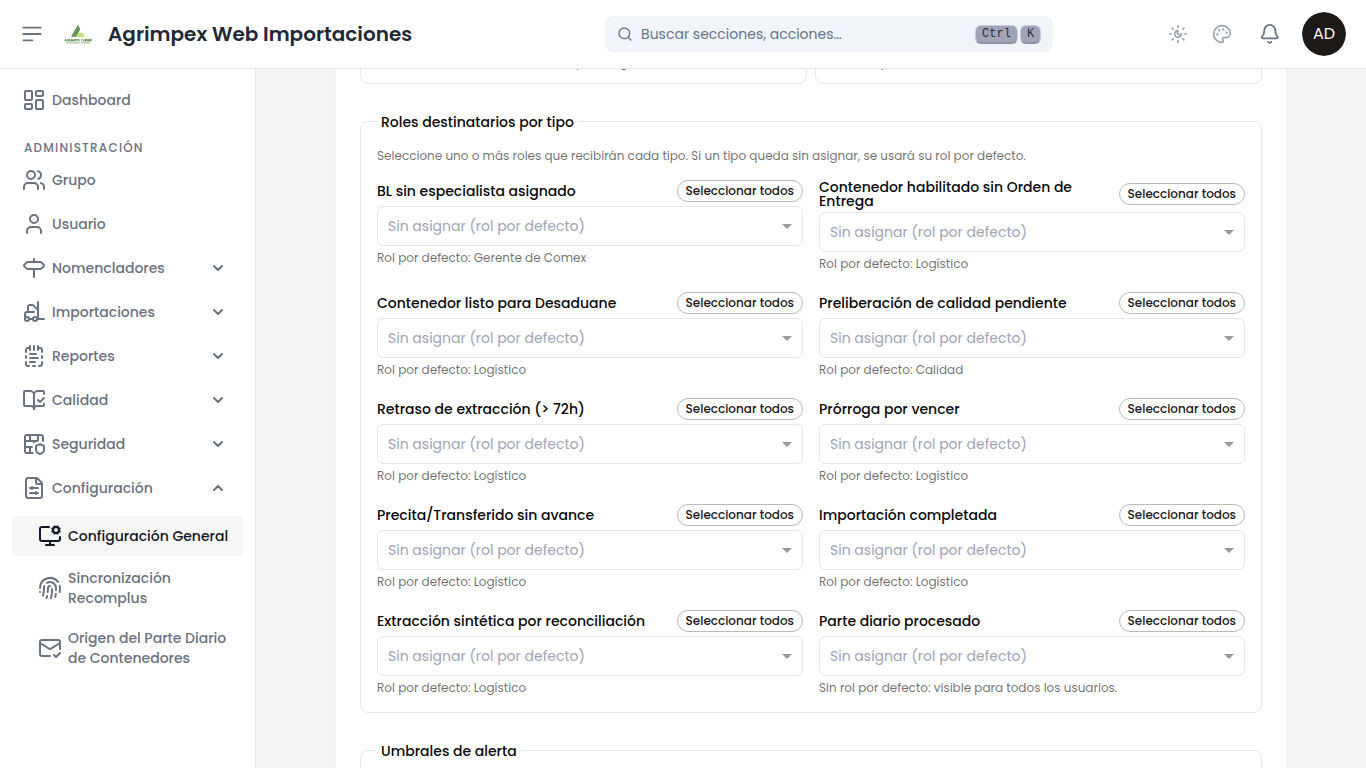 Agrimpex Web Importaciones
Buscar secciones, acciones...
Ctrl
K
AD
Dashboard
ADMINISTRACIÓN
Grupo
Usuario
Nomencladores
Importaciones
Reportes
Calidad
Seguridad
Configuración
Configuración General
Sincronización
Recomplus
Origen del Parte Diario
de Contenedores
Roles destinatarios por tipo
Seleccione uno o más roles que recibirán cada tipo. Si un tipo queda sin asignar, se usará su rol por defecto.
BL sin especialista asignado
Seleccionar todos
Sin asignar (rol por defecto)
Rol por defecto: Gerente de Comex
Contenedor habilitado sin Orden de
Entrega
Seleccionar todos
Sin asignar (rol por defecto)
Rol por defecto: Logístico
Contenedor listo para Desaduane
Seleccionar todos
Sin asignar (rol por defecto)
Rol por defecto: Logístico
Preliberación de calidad pendiente
Seleccionar todos
Sin asignar (rol por defecto)
Rol por defecto: Calidad
Retraso de extracción (> 72h)
Seleccionar todos
Sin asignar (rol por defecto)
Rol por defecto: Logístico
Prórroga por vencer
Seleccionar todos
Sin asignar (rol por defecto)
Rol por defecto: Logístico
Precita/Transferido sin avance
Seleccionar todos
Sin asignar (rol por defecto)
Rol por defecto: Logístico
Importación completada
Seleccionar todos
Sin asignar (rol por defecto)
Rol por defecto: Logístico
Extracción sintética por reconciliación
Seleccionar todos
Sin asignar (rol por defecto)
Rol por defecto: Logístico
Parte diario procesado
Seleccionar todos
Sin asignar (rol por defecto)
Sin rol por defecto: visible para todos los usuarios.
Umbrales de alerta